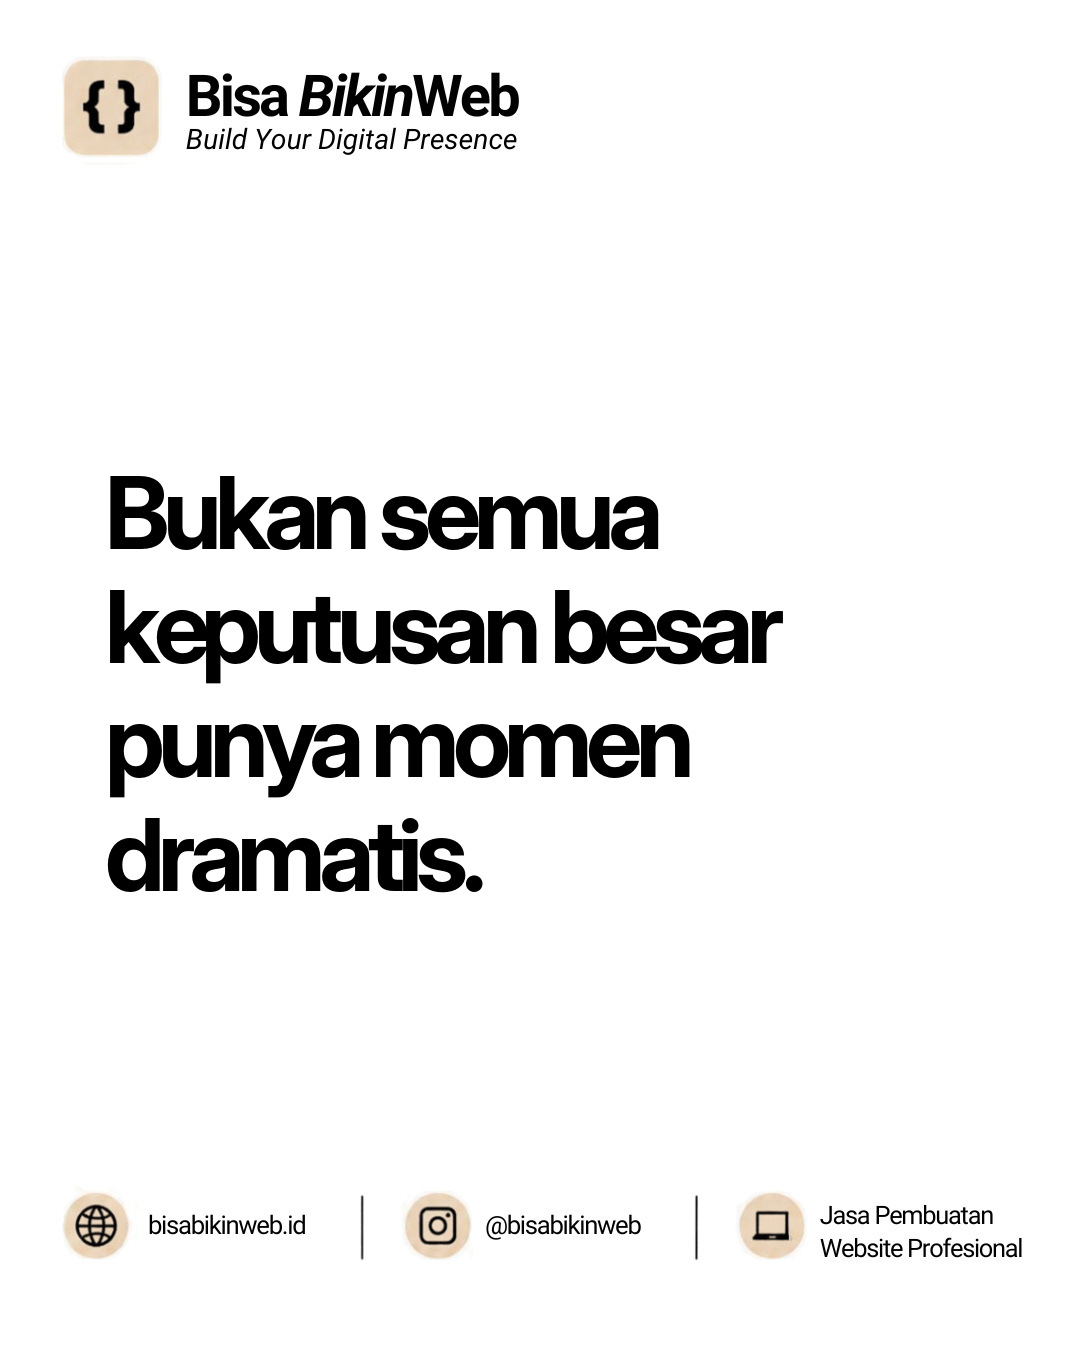 { }
Bisa BikinWeb
Build Your Digital Presence
Bukan semua
keputusan besar
punya momen
dramatis.
bisabikinweb.id
@bisabikinweb
Jasa Pembuatan
Website Profesional